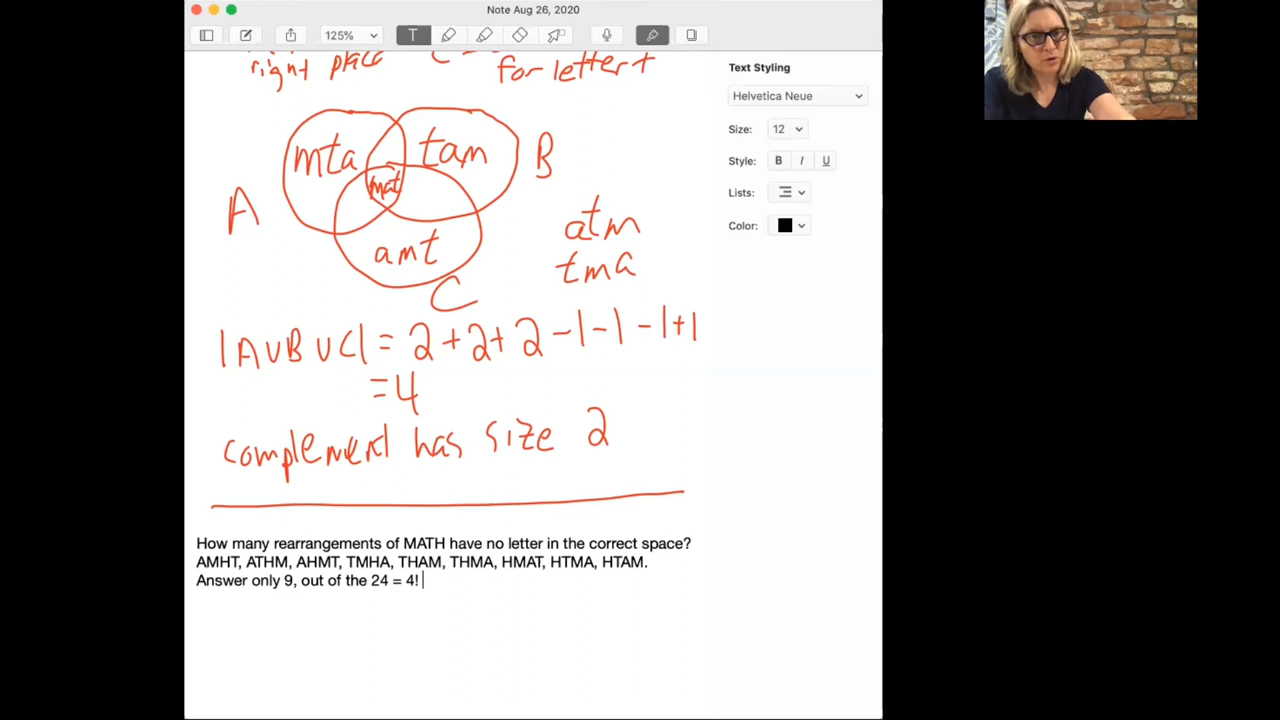 Note Aug 26, 2020
125%
T
right place
for letter t
mta
tam
B
mat
A
amt
C
atm
tma
|A∪B∪C| = 2+2+2-1-1-1+1
=4
complement has size 2
How many rearrangements of MATH have no letter in the correct space?
AMHT, ATHM, AHMT, TMHA, THAM, THMA, HMAT, HTMA, HTAM.
Answer only 9, out of the 24 = 4!
Text Styling
Helvetica Neue
Size: 12
Style: B I U
Lists:
Color: